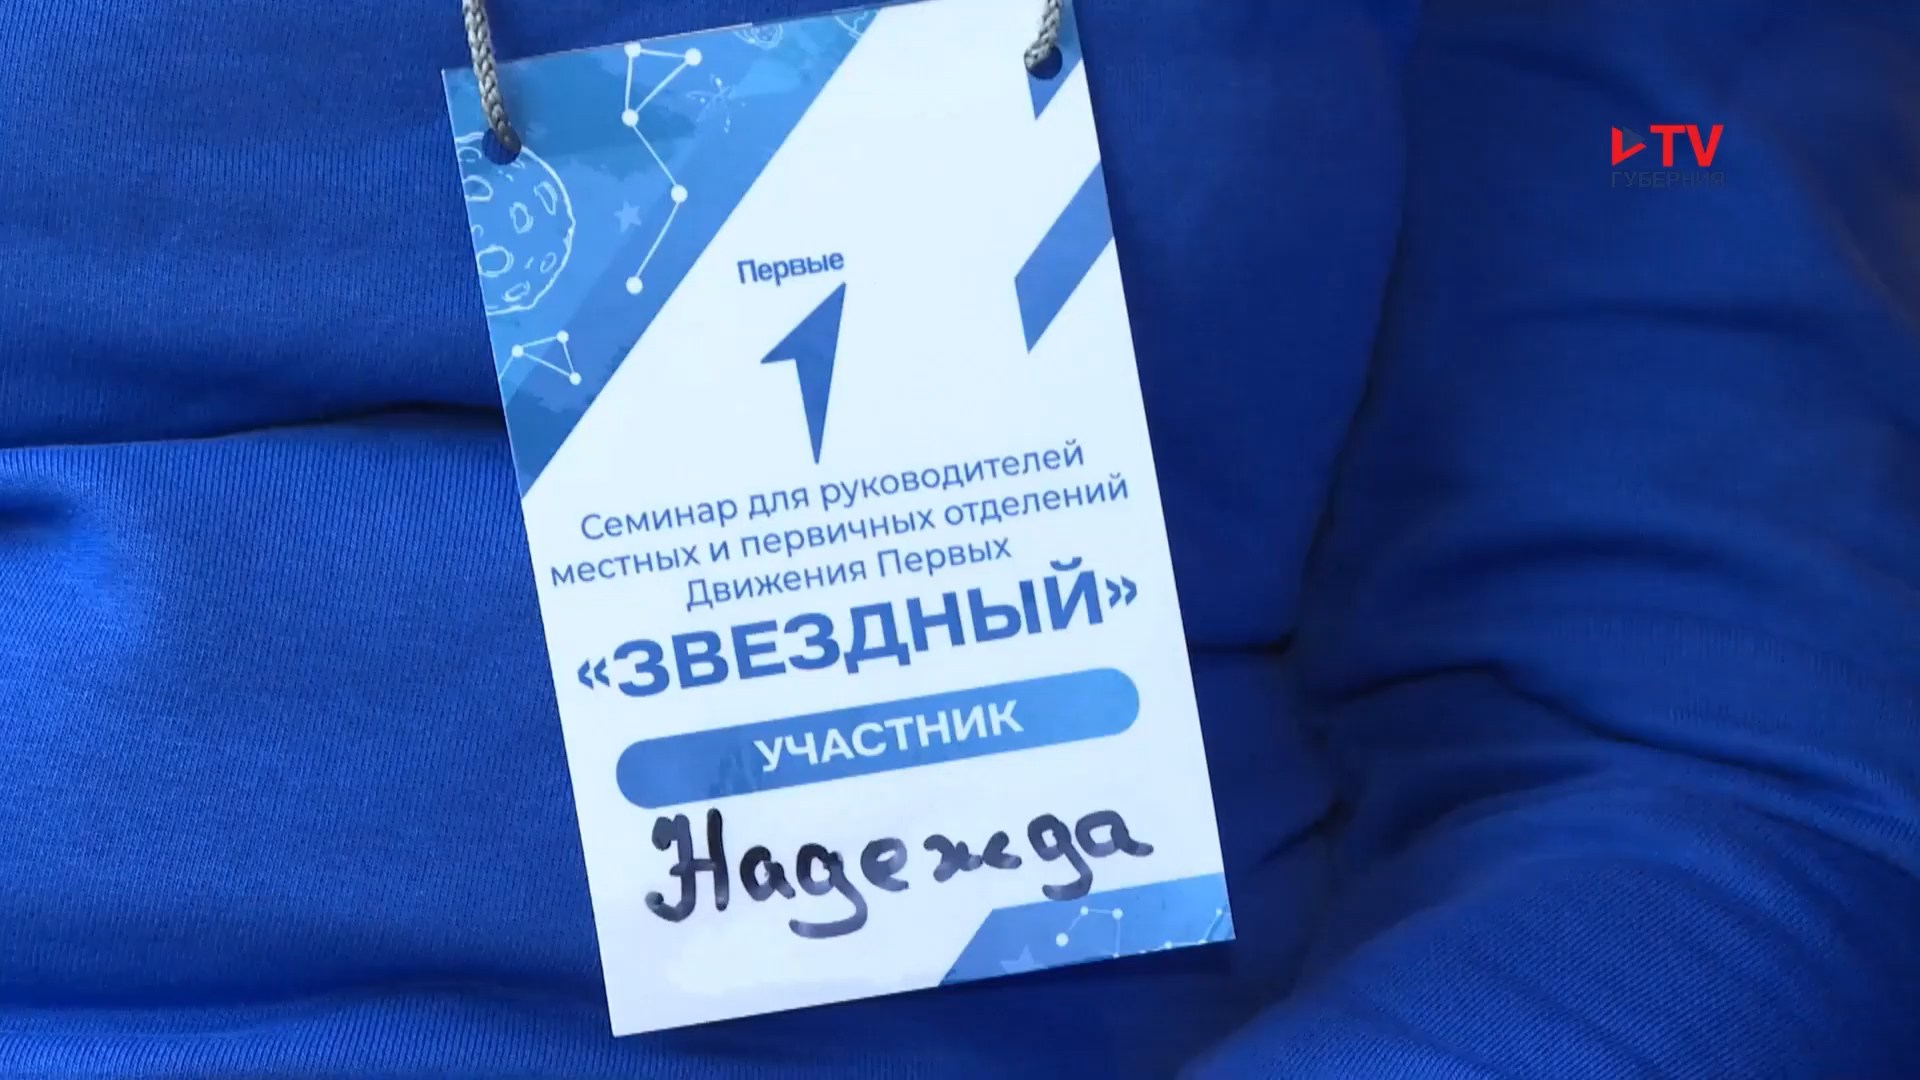 TV
ГУБЕРНИЯ
Первые
Семинар для руководителей
местных и первичных отделений
Движения Первых
«ЗВЕЗДНЫЙ»
УЧАСТНИК
Надежда